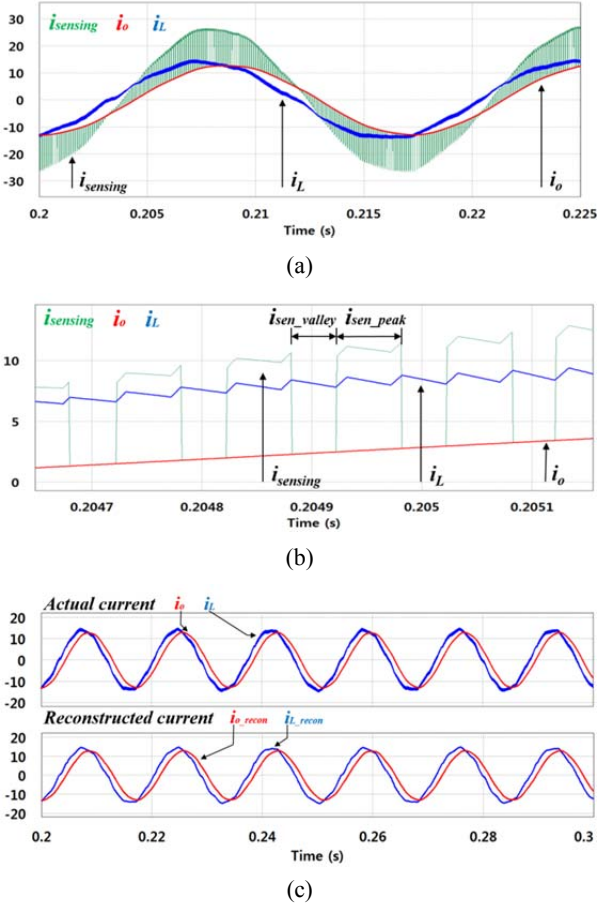 isensing io iL
30
20
10
0
-10
-20
-30
isensing
iL
io
0.2 0.205 0.21 0.215 0.22 0.225
Time (s)
(a)
isensing io iL
isen_valley isen_peak
10
5
0
isensing
iL
io
0.2047 0.2048 0.2049 0.205 0.2051
Time (s)
(b)
Actual current io iL
20
10
0
-10
-20
Reconstructed current io_recon iL_recon
20
10
0
-10
-20
0.2 0.22 0.24 0.26 0.28 0.3
Time (s)
(c)